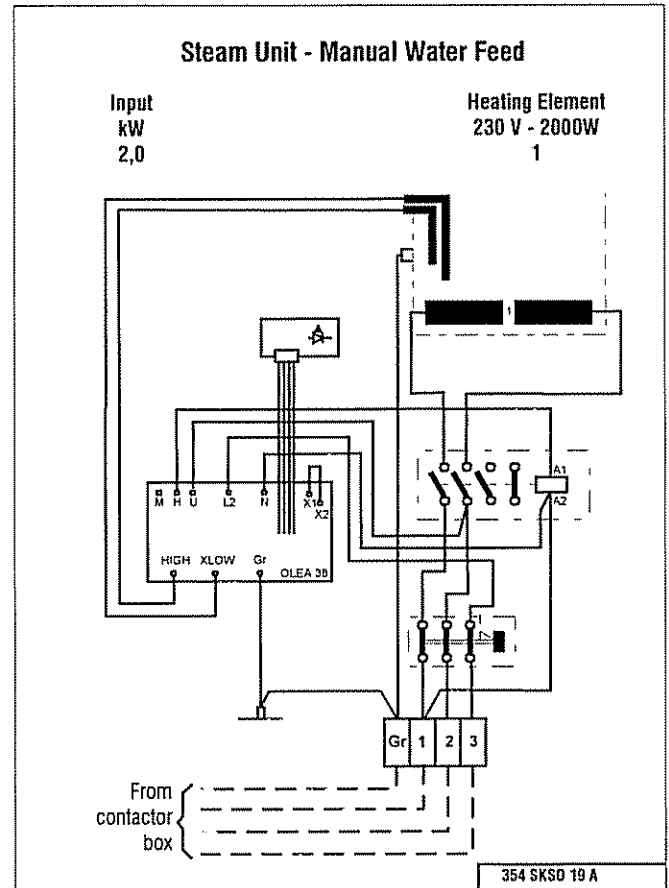 Steam Unit - Manual Water Feed
Input
kW
2,0
Heating Element
230 V - 2000W
1
1
A1
A2
M H U L2 N X1 X2
HIGH XLOW Gr
OLEA 38
Gr 1 2 3
From
contactor
box
354 SKSO 19 A